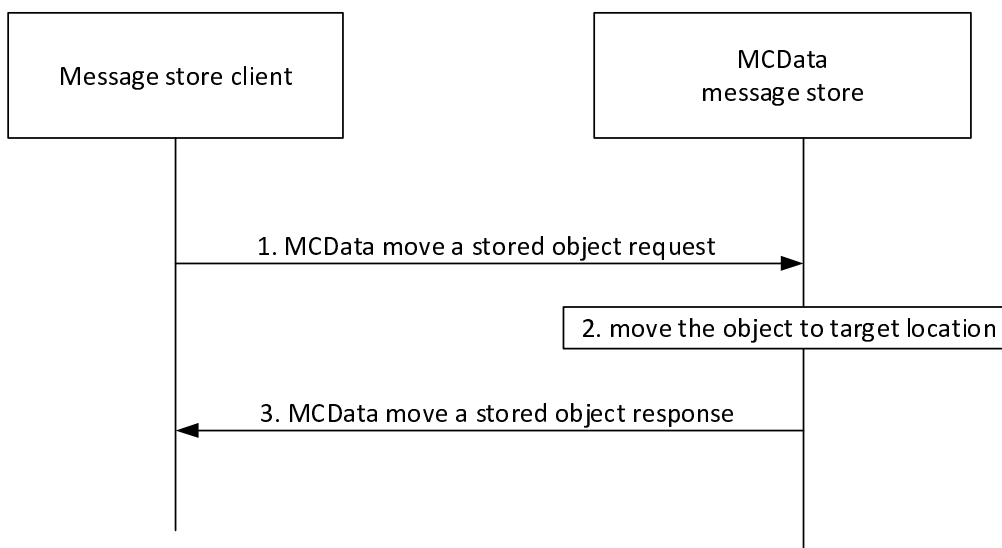 Message store client
MCData
message store
1. MCData move a stored object request
2. move the object to target location
3. MCData move a stored object response